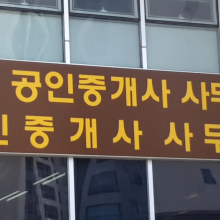 공인중개사 사무
인 중 개 사 사 무